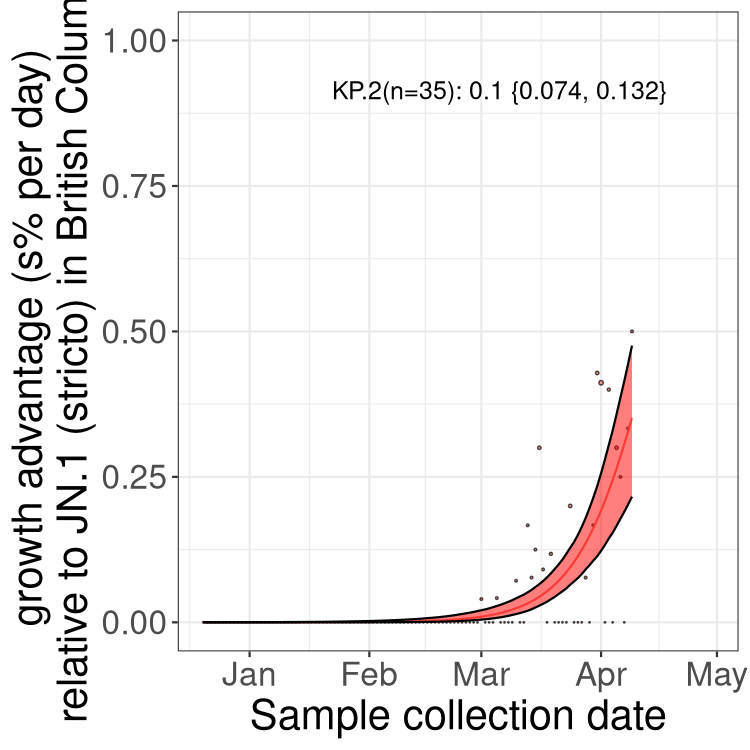 growth advantage (s% per day)
relative to JN.1 (stricto) in British Colum
1.00
0.75
0.50
0.25
0.00
KP.2(n=35): 0.1 {0.074, 0.132}
Jan Feb Mar Apr May
Sample collection date